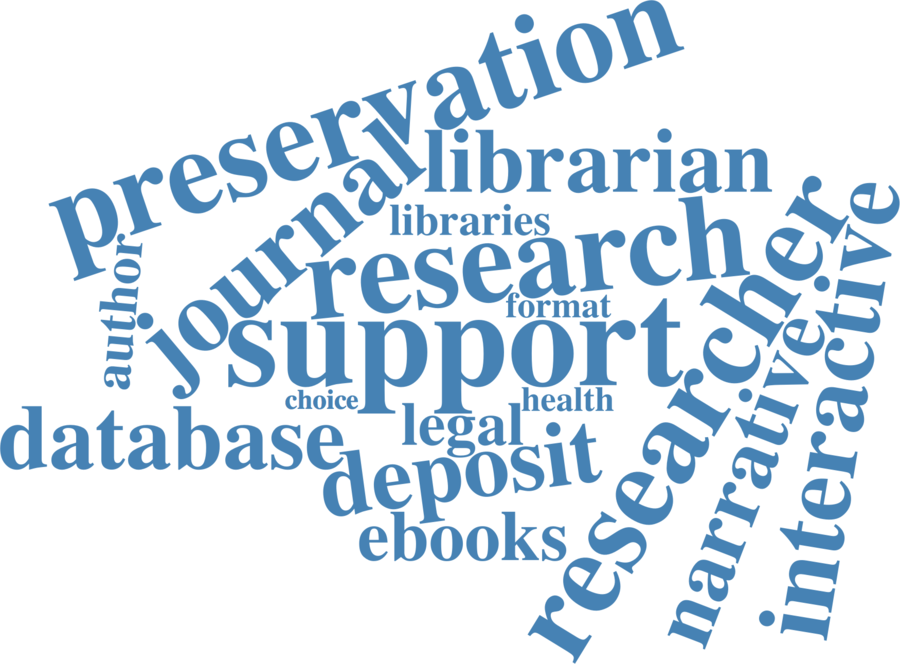 preservation
librarian
journal
libraries
research
author
format
support
researcher
interactive
narrative
choice
health
database
legal
deposit
ebooks